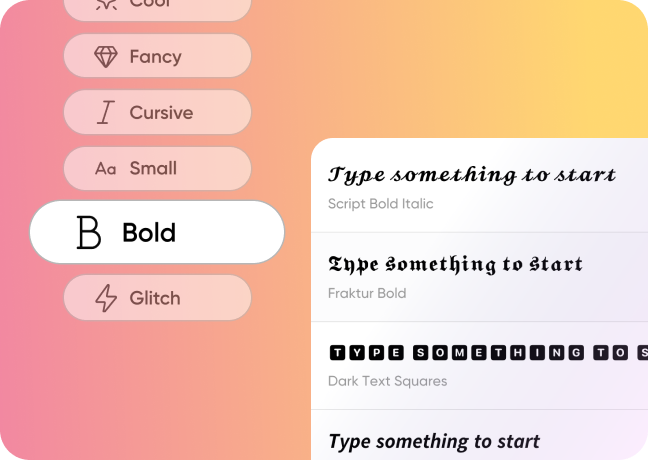 Cool
Fancy
Cursive
Aa Small
B Bold
Glitch
Type something to start
Script Bold Italic
Type something to start
Fraktur Bold
TYPE SOMETHING TO S
Dark Text Squares
Type something to start